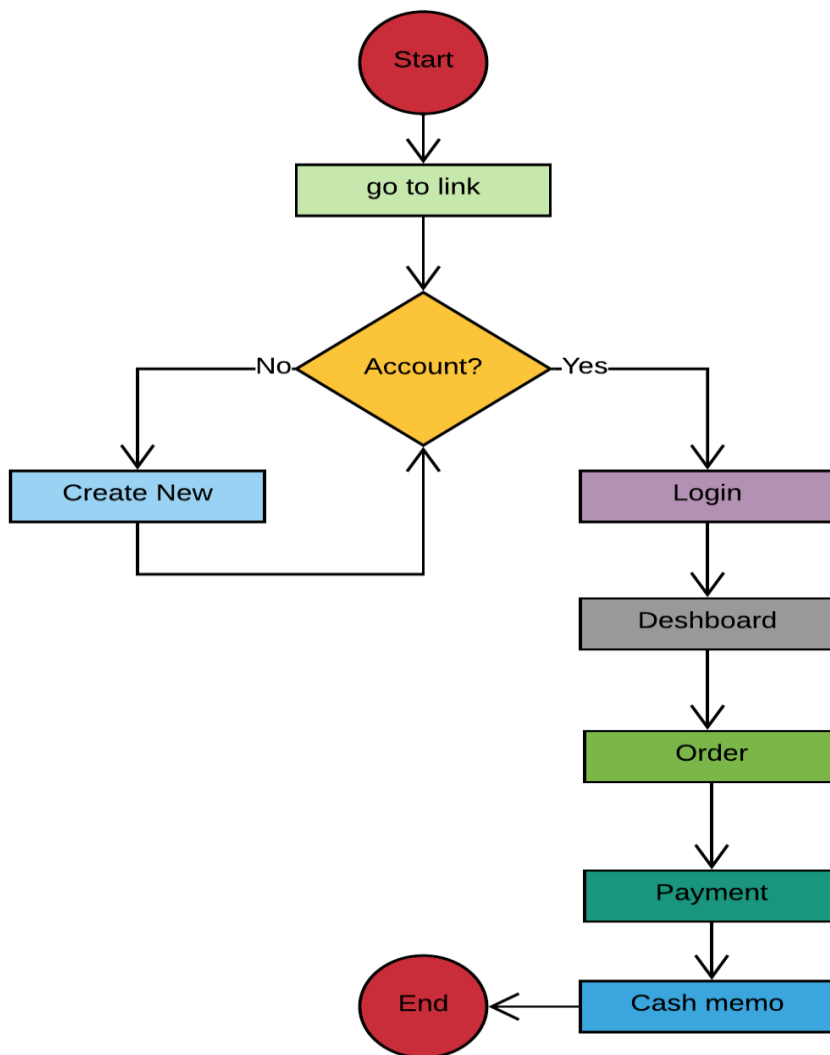 Start
go to link
No
Account?
Yes
Create New
Login
Deshboard
Order
Payment
End
Cash memo